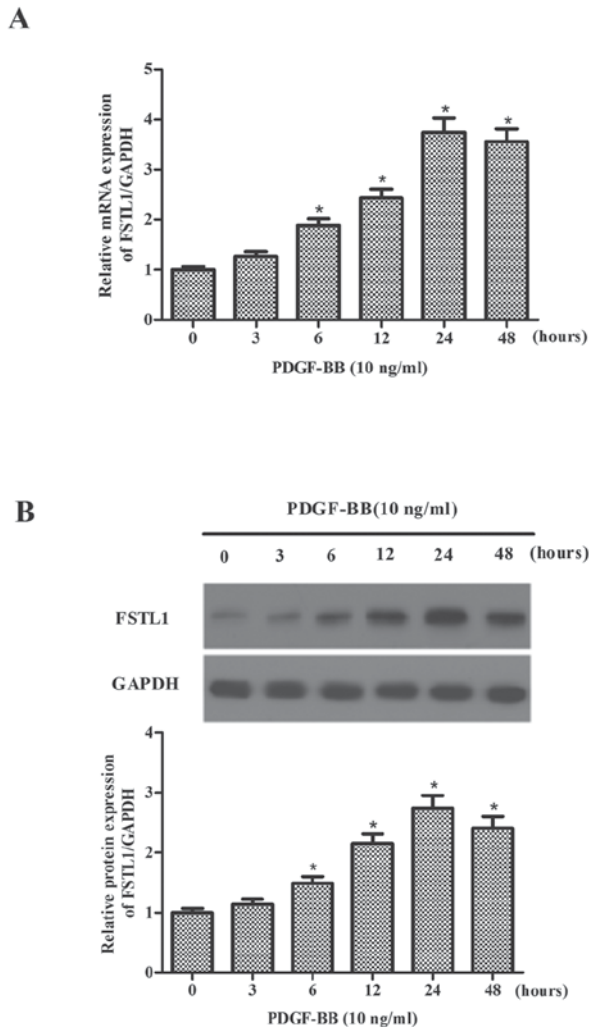 A
Relative mRNA expression
of FSTL1/GAPDH
5
4
3
2
1
0
* * * *
0 3 6 12 24 48 (hours)
PDGF-BB (10 ng/ml)
B
PDGF-BB(10 ng/ml)
0 3 6 12 24 48 (hours)
FSTL1
GAPDH
Relative protein expression
of FSTL1/GAPDH
4
3
2
1
0
* * * *
0 3 6 12 24 48 (hours)
PDGF-BB (10 ng/ml)